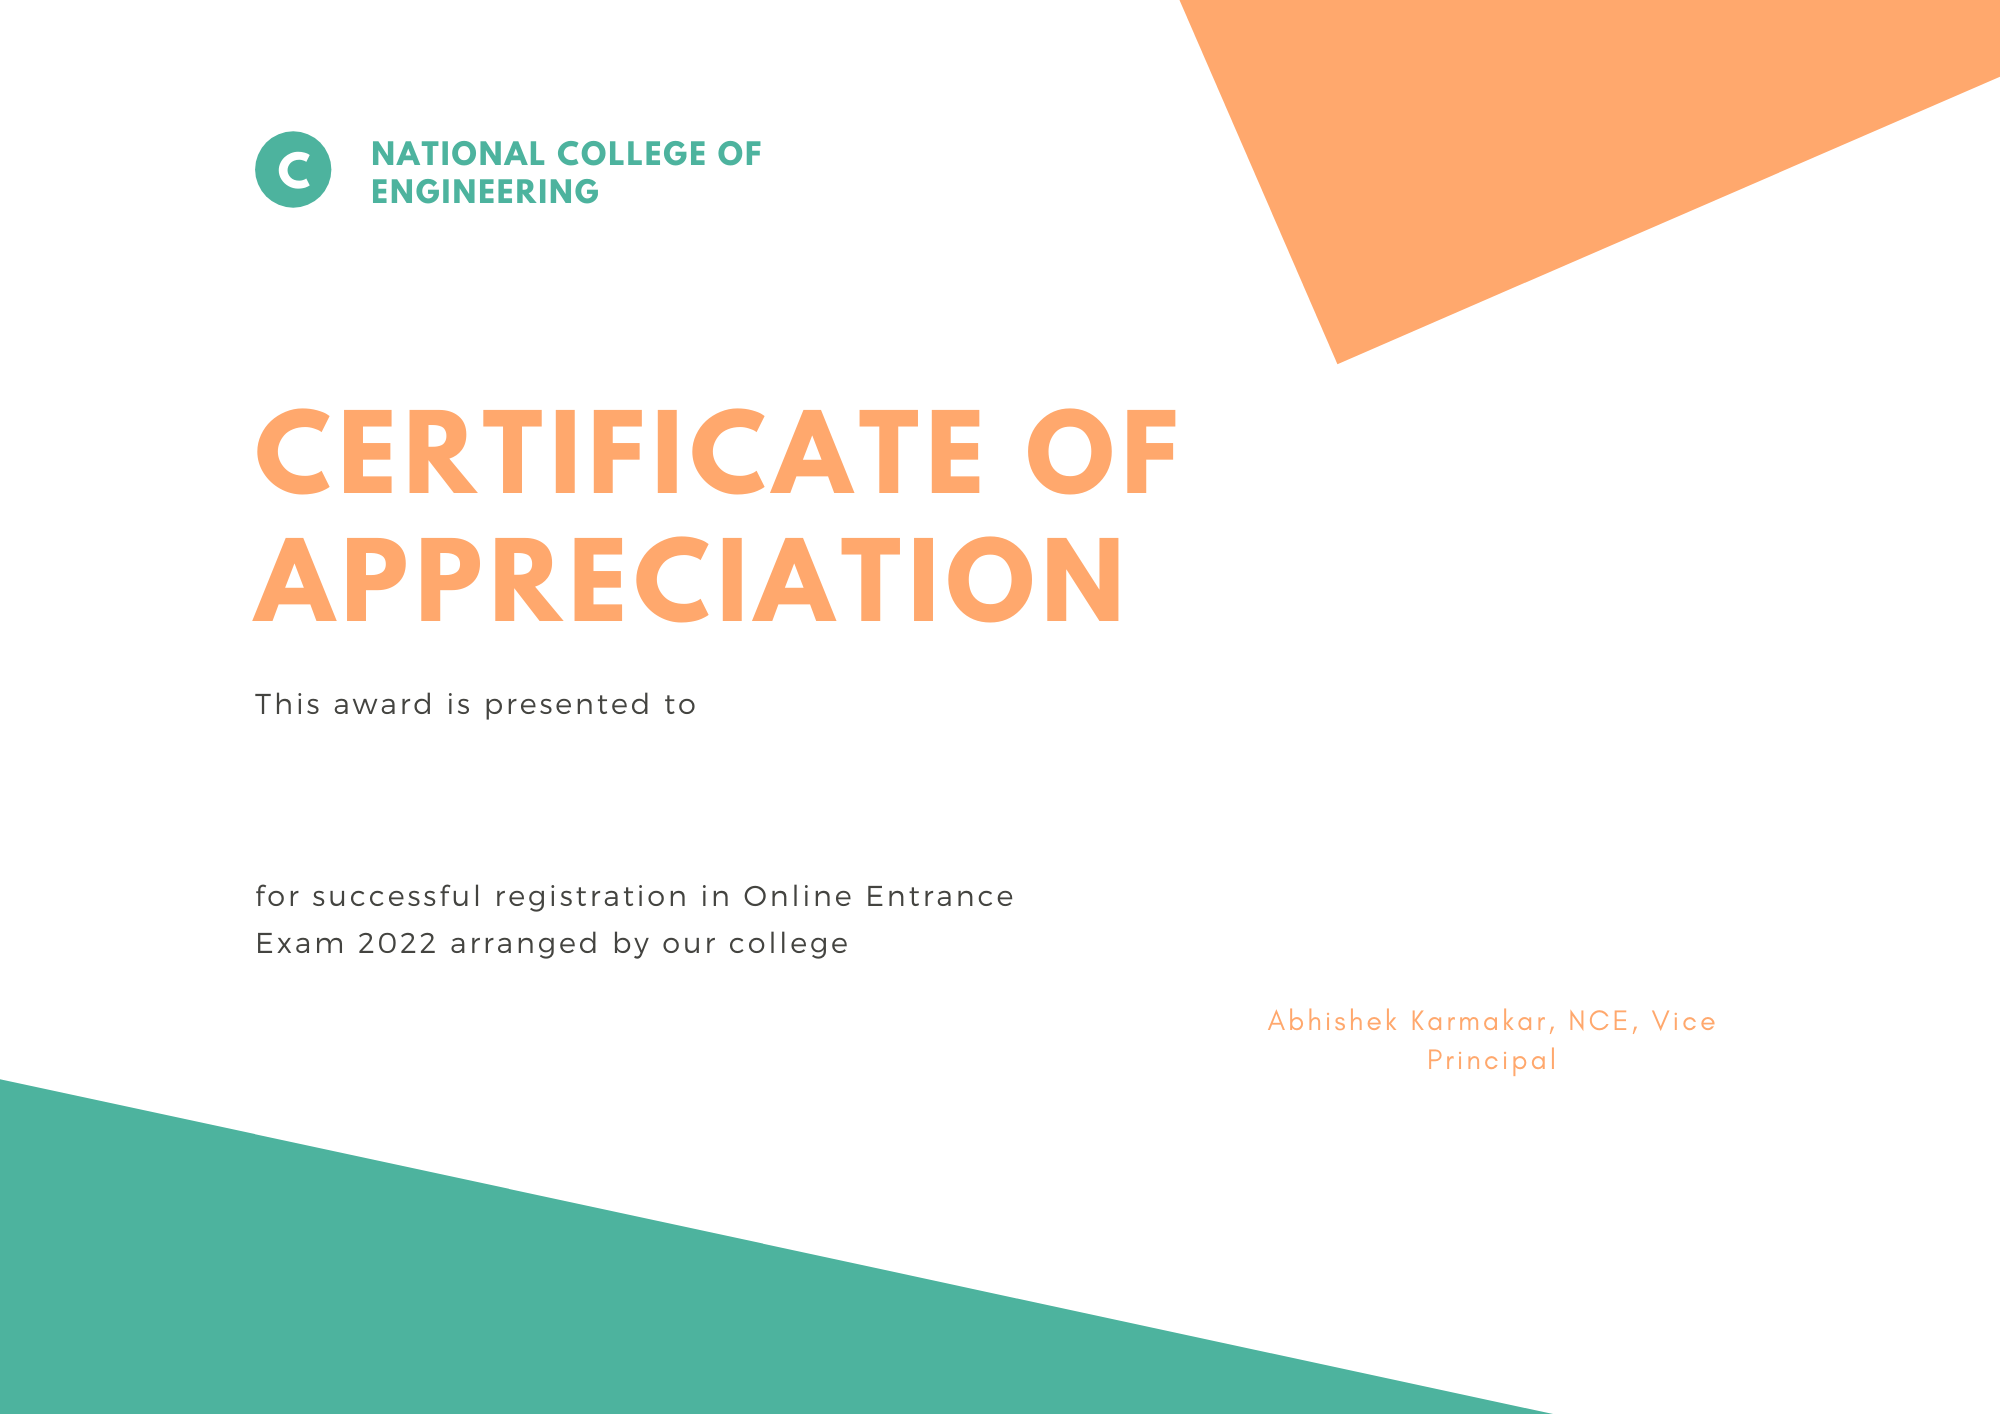 C
NATIONAL COLLEGE OF
ENGINEERING
CERTIFICATE OF
APPRECIATION
This award is presented to
for successful registration in Online Entrance
Exam 2022 arranged by our college
Abhishek Karmakar, NCE, Vice
Principal